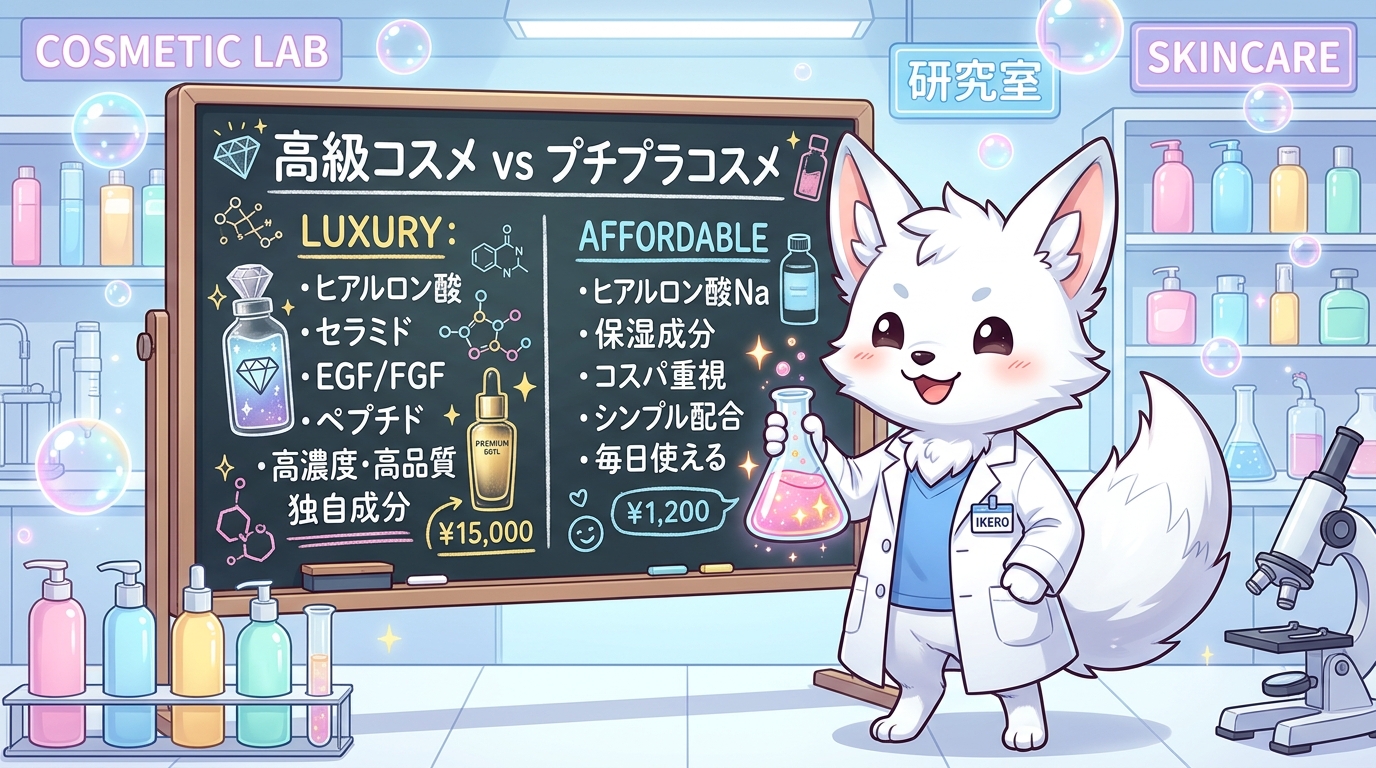 COSMETIC LAB
研究室
SKINCARE
高級コスメ vs プチプラコスメ
LUXURY:
・ヒアルロン酸
・セラミド
・EGF/FGF
・ペプチド
・高濃度・高品質
独自成分
PREMIUM
GGTL
¥15,000
AFFORDABLE
・ヒアルロン酸Na
・保湿成分
・コスパ重視
・シンプル配合
・毎日使える
¥1,200
IKERO